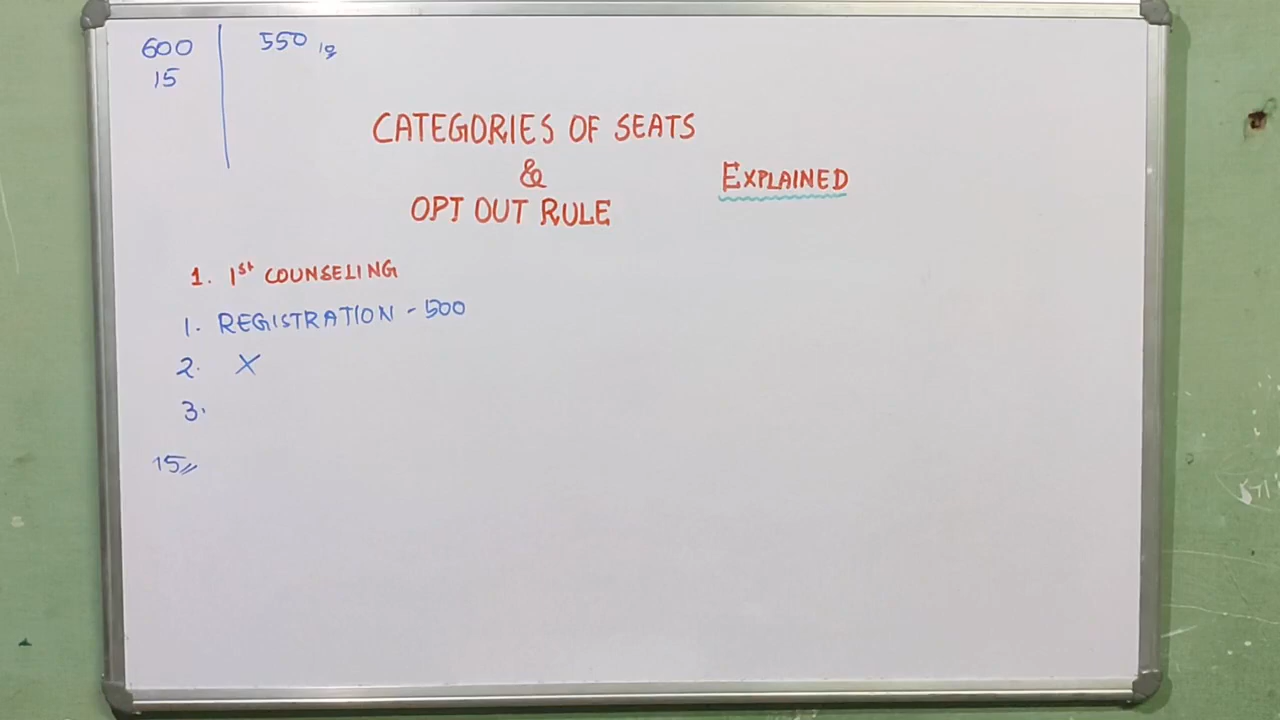 600 550
15
CATEGORIES OF SEATS
&
EXPLAINED
OPT OUT RULE
1. 1st COUNSELING
1. REGISTRATION - 500
2. X
3.
15